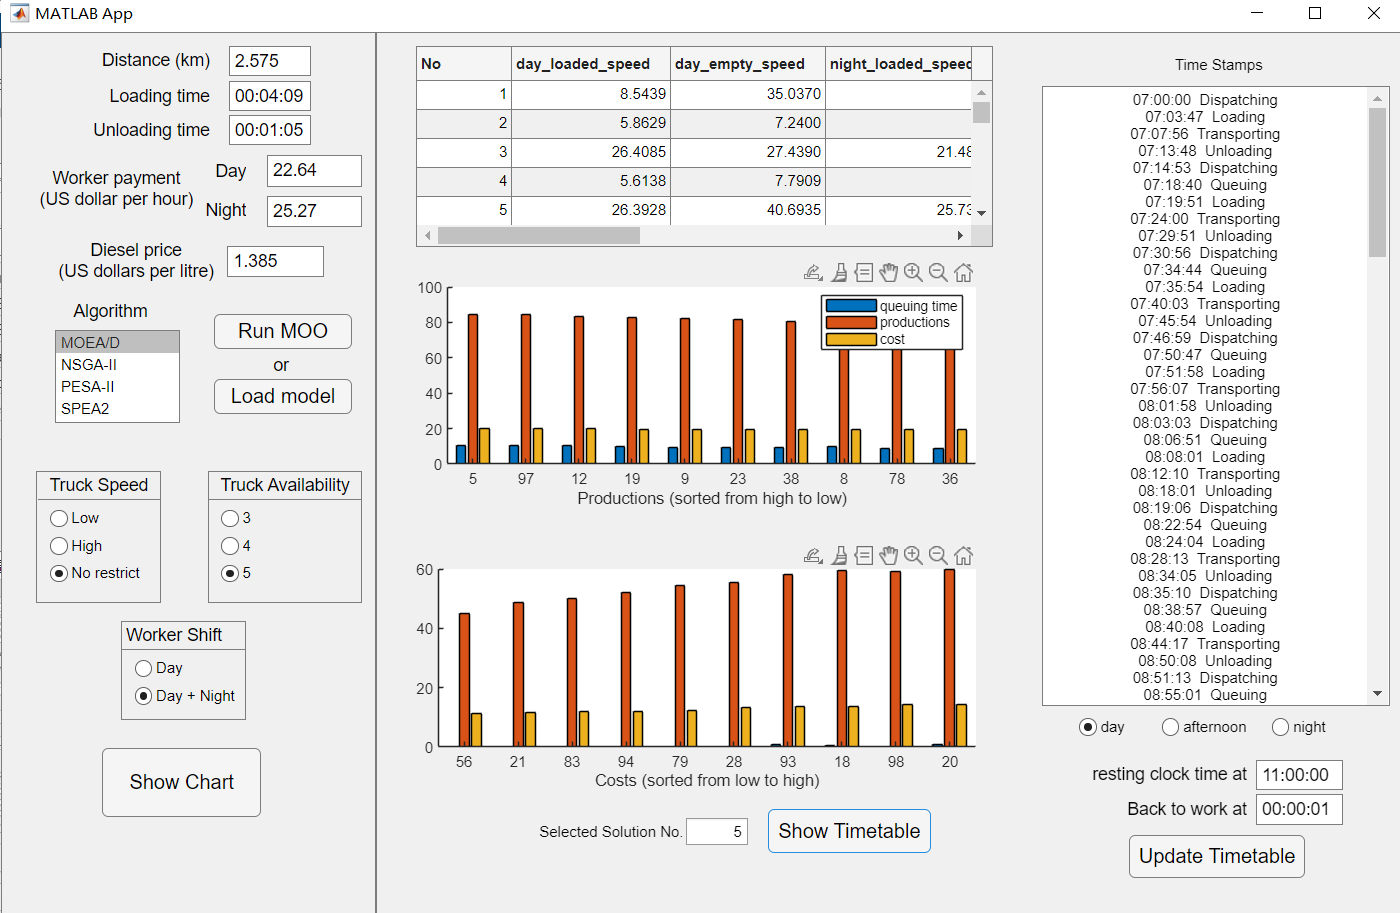 MATLAB App
Distance (km) 2.575
Loading time 00:04:09
Unloading time 00:01:05
Worker payment
(US dollar per hour)
Day 22.64
Night 25.27
Diesel price
(US dollars per litre)
1.385
Algorithm
MOEA/D
NSGA-II
PESA-II
SPEA2
Run MOO
or
Load model
Truck Speed
Low
High
No restrict
Truck Availability
3
4
5
Worker Shift
Day
Day + Night
Show Chart
No day_loaded_speed day_empty_speed night_loaded_speed
1 8.5439 35.0370
2 5.8629 7.2400
3 26.4085 27.4390 21.48
4 5.6138 7.7909
5 26.3928 40.6935 25.73
100
80
60
40
20
0
queuing time
productions
cost
5 97 12 19 9 23 38 8 78 36
Productions (sorted from high to low)
60
40
20
0
56 21 83 94 79 28 93 18 98 20
Costs (sorted from low to high)
Selected Solution No. 5
Show Timetable
Time Stamps
07:00:00 Dispatching
07:03:47 Loading
07:07:56 Transporting
07:13:48 Unloading
07:14:53 Dispatching
07:18:40 Queuing
07:19:51 Loading
07:24:00 Transporting
07:29:51 Unloading
07:30:56 Dispatching
07:34:44 Queuing
07:35:54 Loading
07:40:03 Transporting
07:45:54 Unloading
07:46:59 Dispatching
07:50:47 Queuing
07:51:58 Loading
07:56:07 Transporting
08:01:58 Unloading
08:03:03 Dispatching
08:06:51 Queuing
08:08:01 Loading
08:12:10 Transporting
08:18:01 Unloading
08:19:06 Dispatching
08:22:54 Queuing
08:24:04 Loading
08:28:13 Transporting
08:34:05 Unloading
08:35:10 Dispatching
08:38:57 Queuing
08:40:08 Loading
08:44:17 Transporting
08:50:08 Unloading
08:51:13 Dispatching
08:55:01 Queuing
day afternoon night
resting clock time at 11:00:00
Back to work at 00:00:01
Update Timetable